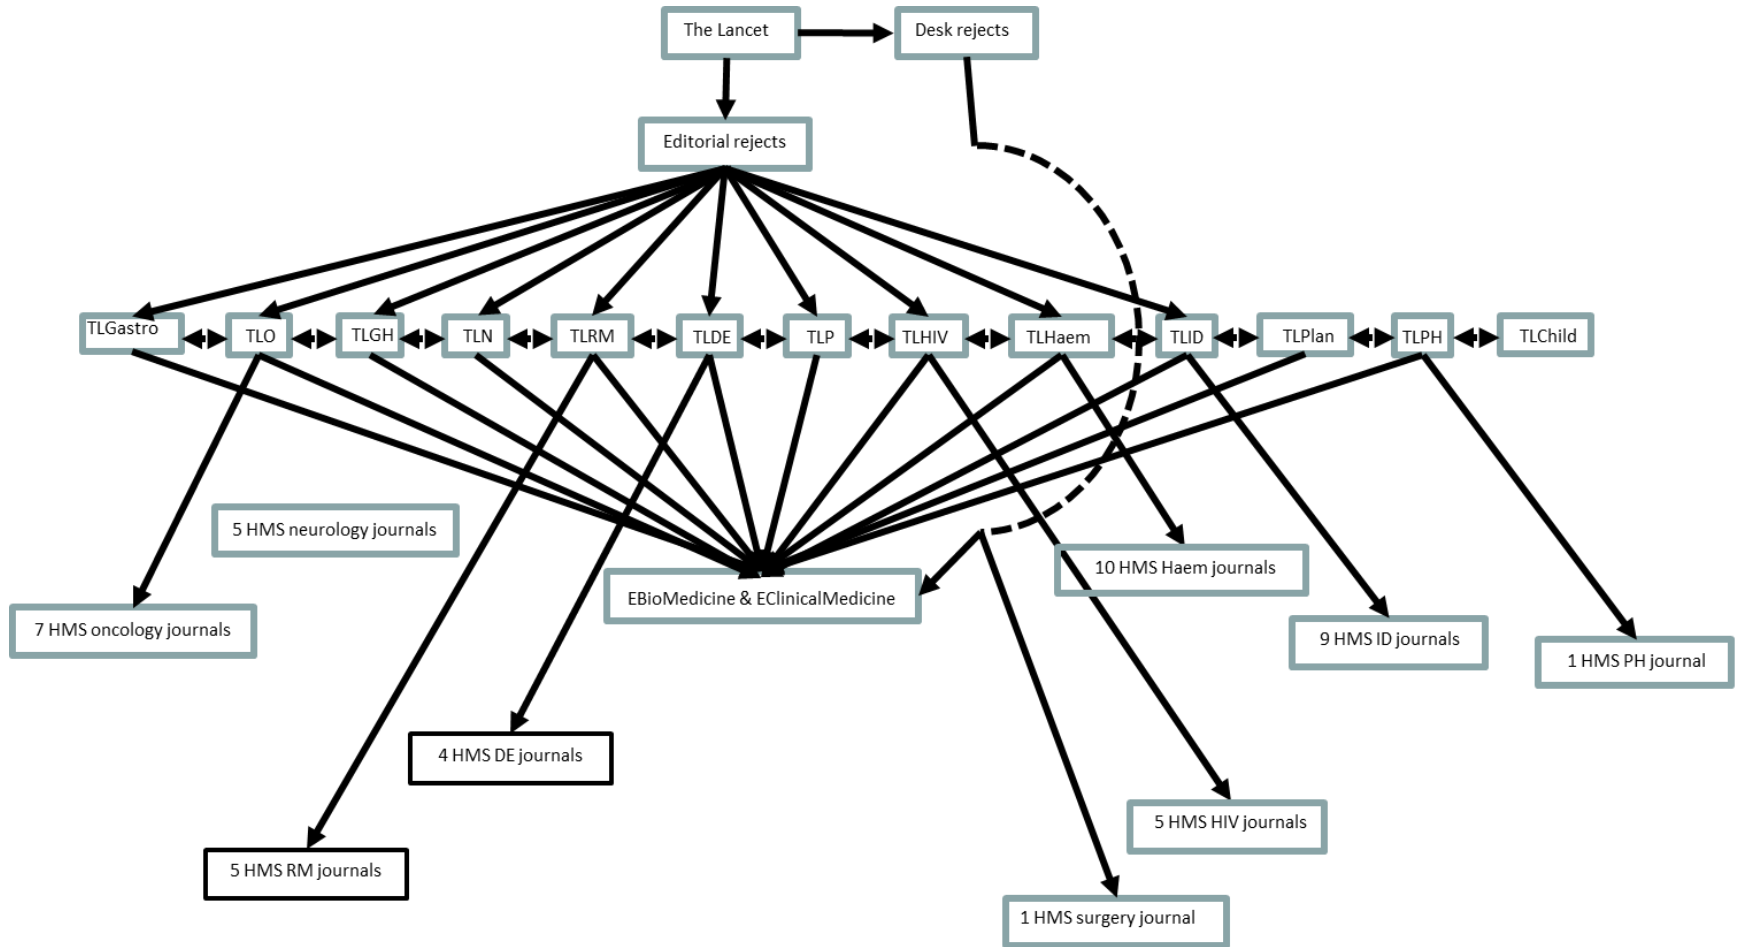 The Lancet
Desk rejects
Editorial rejects
TLGastro
TLO
TLGH
TLN
TLRM
TLDE
TLP
TLHIV
TLHaem
TLID
TLPlan
TLPH
TLChild
5 HMS neurology journals
10 HMS Haem journals
EBioMedicine & EClinicalMedicine
7 HMS oncology journals
9 HMS ID journals
1 HMS PH journal
4 HMS DE journals
5 HMS HIV journals
5 HMS RM journals
1 HMS surgery journal